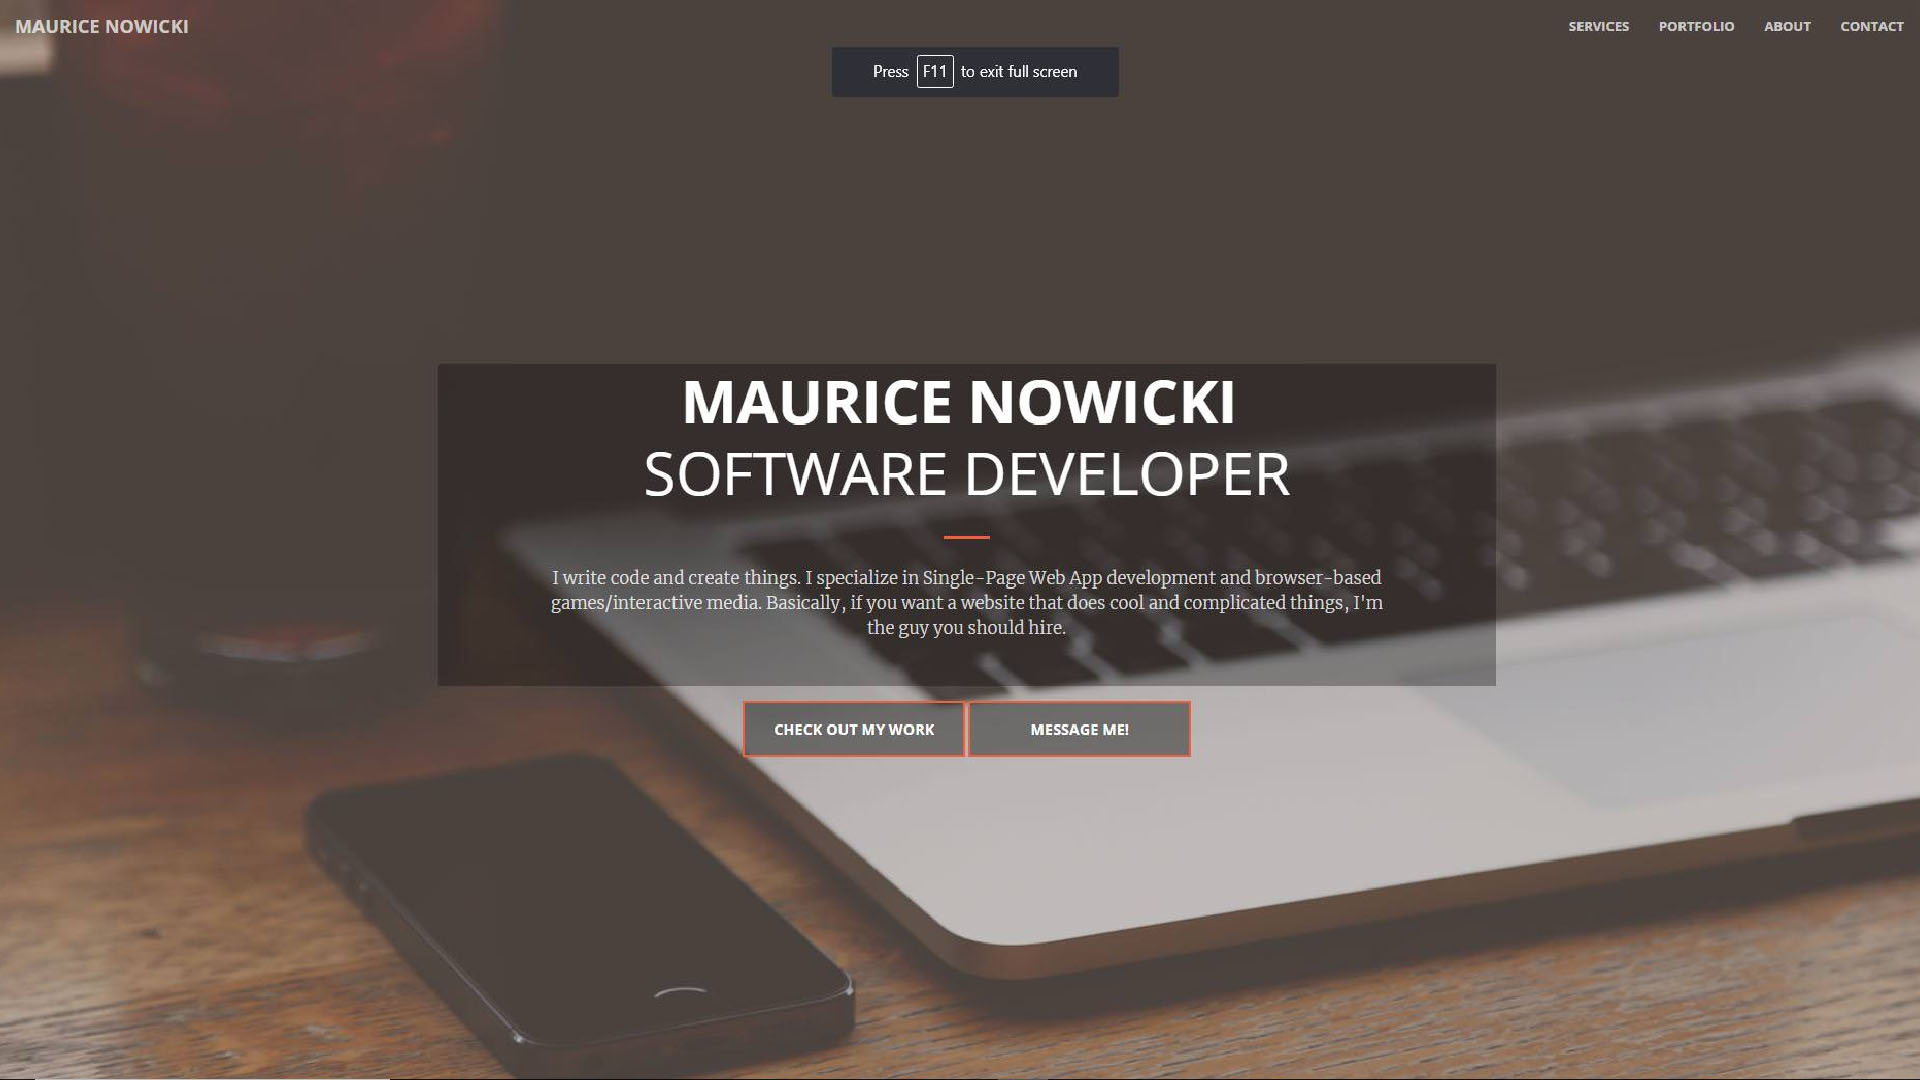 MAURICE NOWICKI
SERVICES PORTFOLIO ABOUT CONTACT
Press F11 to exit full screen
MAURICE NOWICKI
SOFTWARE DEVELOPER
I write code and create things. I specialize in Single-Page Web App development and browser-based
games/interactive media. Basically, if you want a website that does cool and complicated things, I'm
the guy you should hire.
CHECK OUT MY WORK MESSAGE ME!